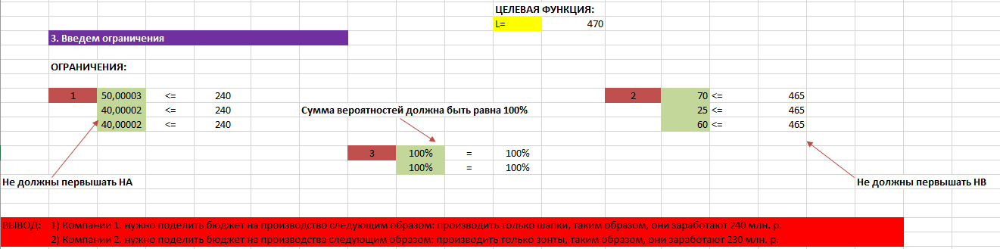 ЦЕЛЕВАЯ ФУНКЦИЯ:
L= 470
3. Введем ограничения
ОГРАНИЧЕНИЯ:
1 50,00003 <= 240 2 70 <= 465
40,00002 <= 240 Сумма вероятностей должна быть равна 100% 25 <= 465
40,00002 <= 240 60 <= 465
3 100% = 100%
100% = 100%
Не должны первышать НА Не должны первышать НВ
ВЫВОД: 1) Компании 1. нужно поделить бюджет на производство следующим образом: производить только шапки, таким образом, они заработают 240 млн. р.
2) Компании 2. нужно поделить бюджет на производства следующим образом: производить только зонты, таким образом, они заработают 230 млн. р.